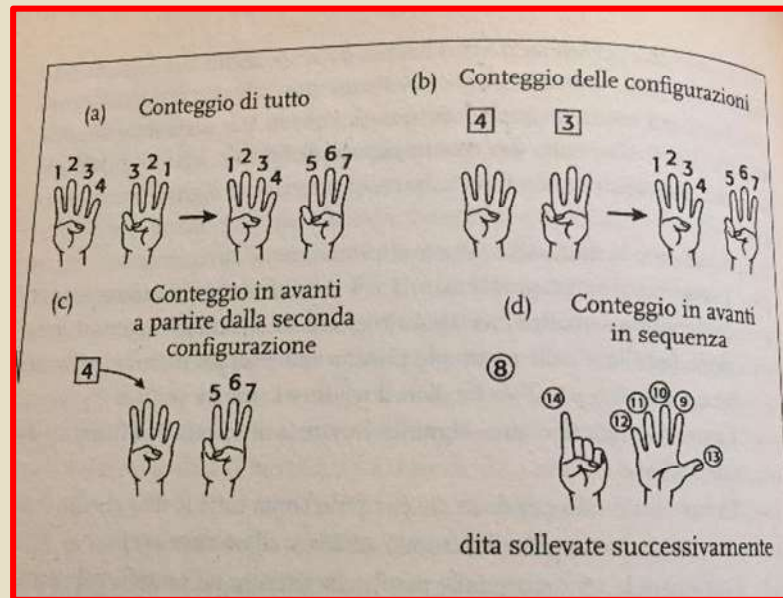 (a) Conteggio di tutto
1 2 3 4
3 2 1
1 2 3 4
5 6 7
(b) Conteggio delle configurazioni
4 3
1 2 3 4
5 6 7
(c) Conteggio in avanti
a partire dalla seconda
configurazione
4
5 6 7
(d) Conteggio in avanti
in sequenza
8
14
12 11 10 9
13
dita sollevate successivamente